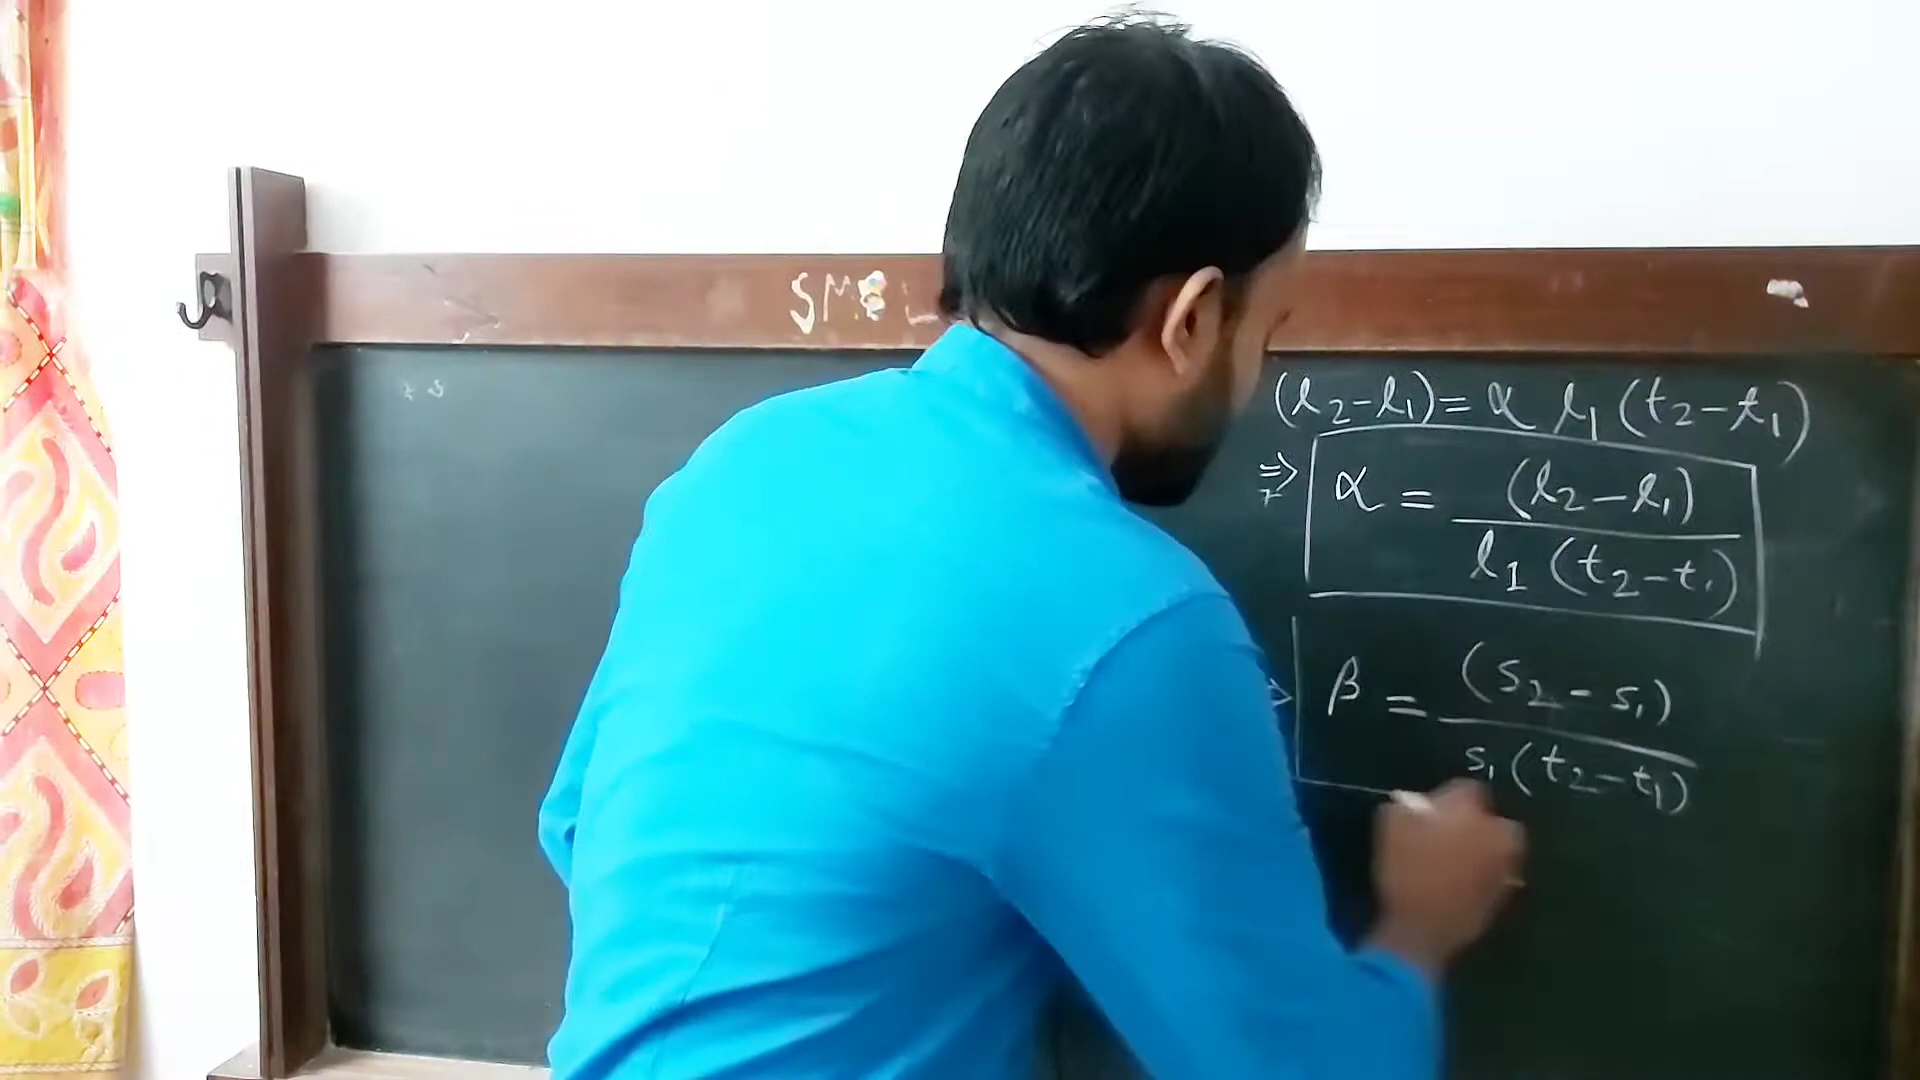 (l₂-l₁) = α l₁ (t₂-t₁)
⇒ α = (l₂-l₁) / l₁ (t₂-t₁)
β = (s₂-s₁) / s₁ (t₂-t₁)